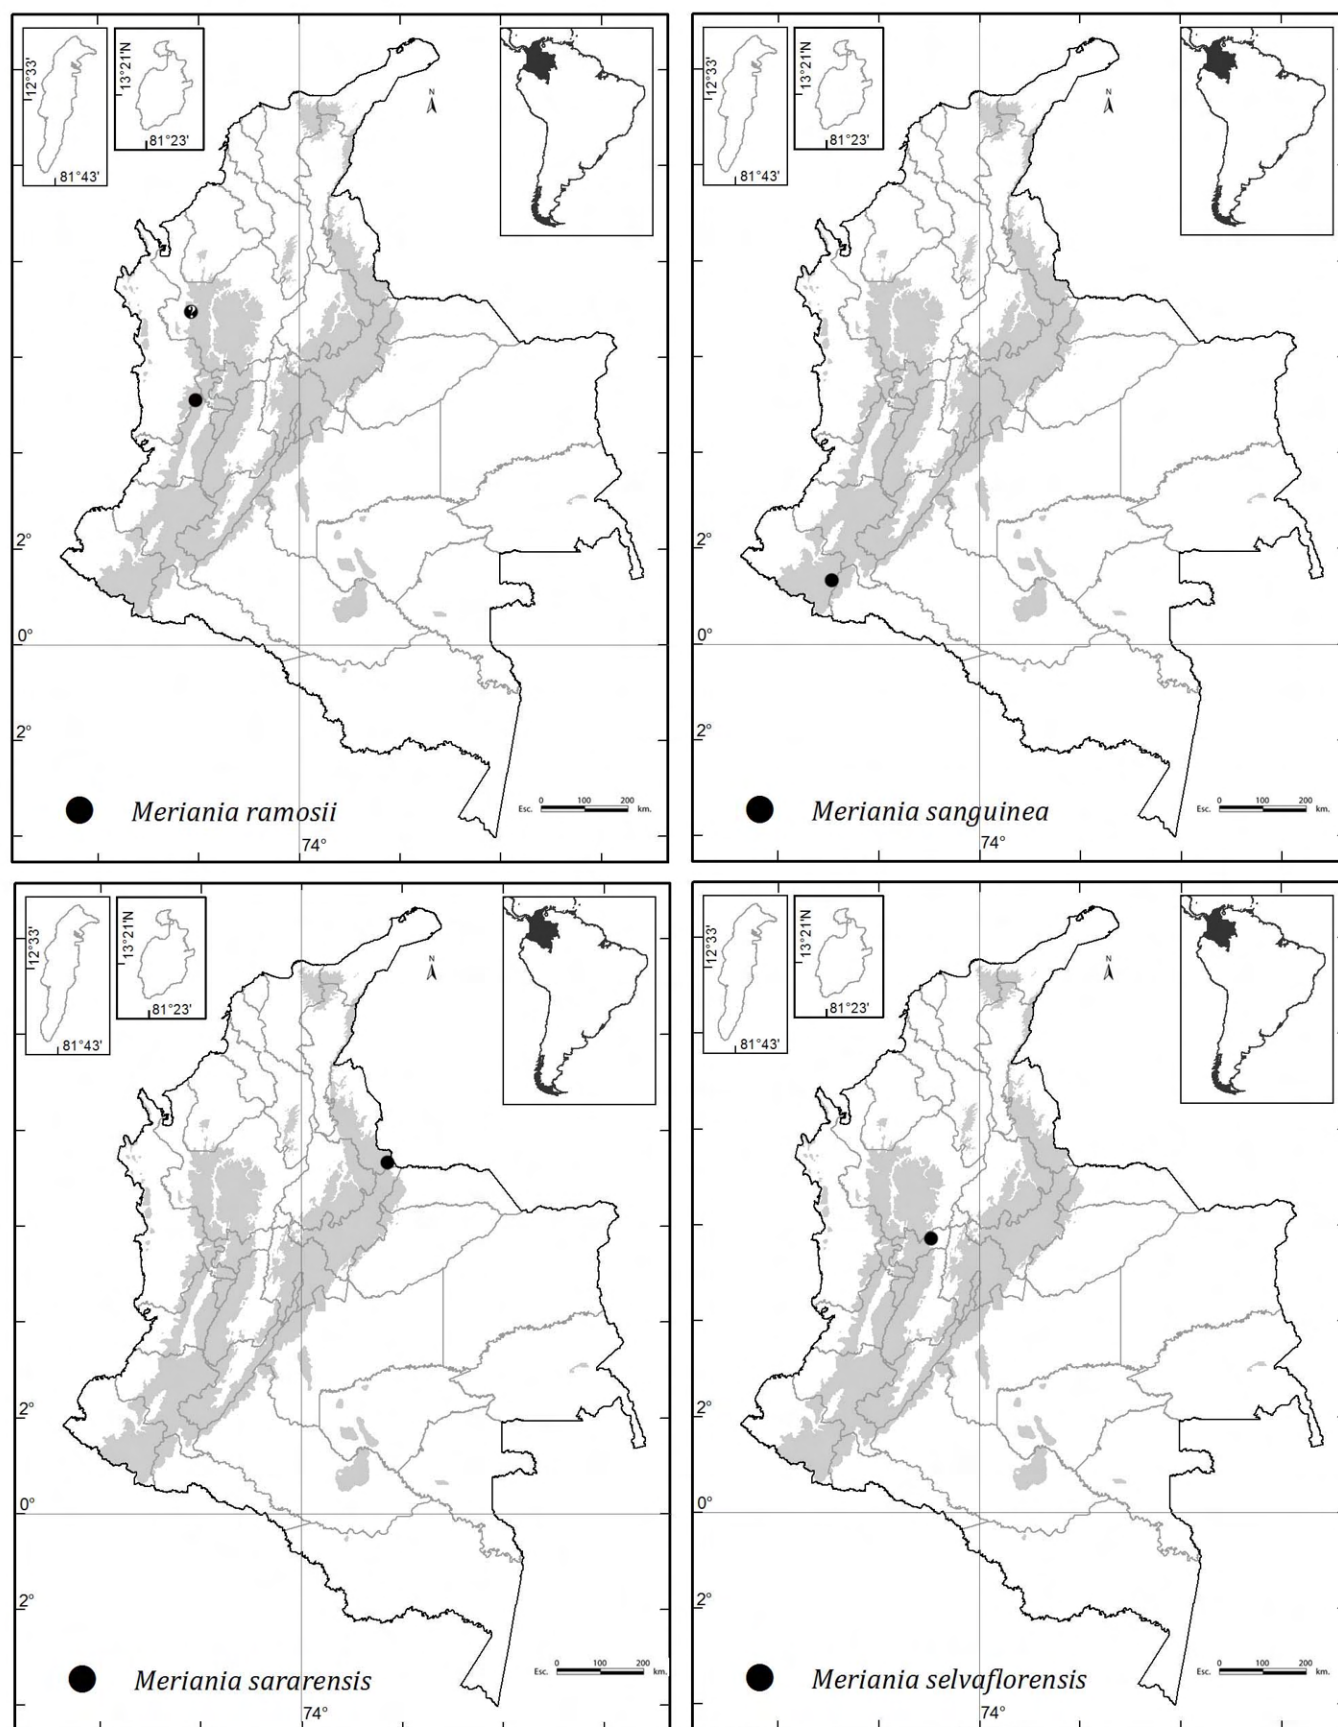 12°33'
81°43'
13°21'N
81°23'
N
?
2°
0°
2°
74°
Meriania ramosii
Esc. 0 100 200 km.
12°33'
81°43'
13°21'N
81°23'
N
2°
0°
2°
74°
Meriania sanguinea
Esc. 0 100 200 km.
12°33'
81°43'
13°21'N
81°23'
N
2°
0°
2°
74°
Meriania sararensis
Esc. 0 100 200 km.
12°33'
81°43'
13°21'N
81°23'
N
2°
0°
2°
74°
Meriania selvaflorensis
Esc. 0 100 200 km.